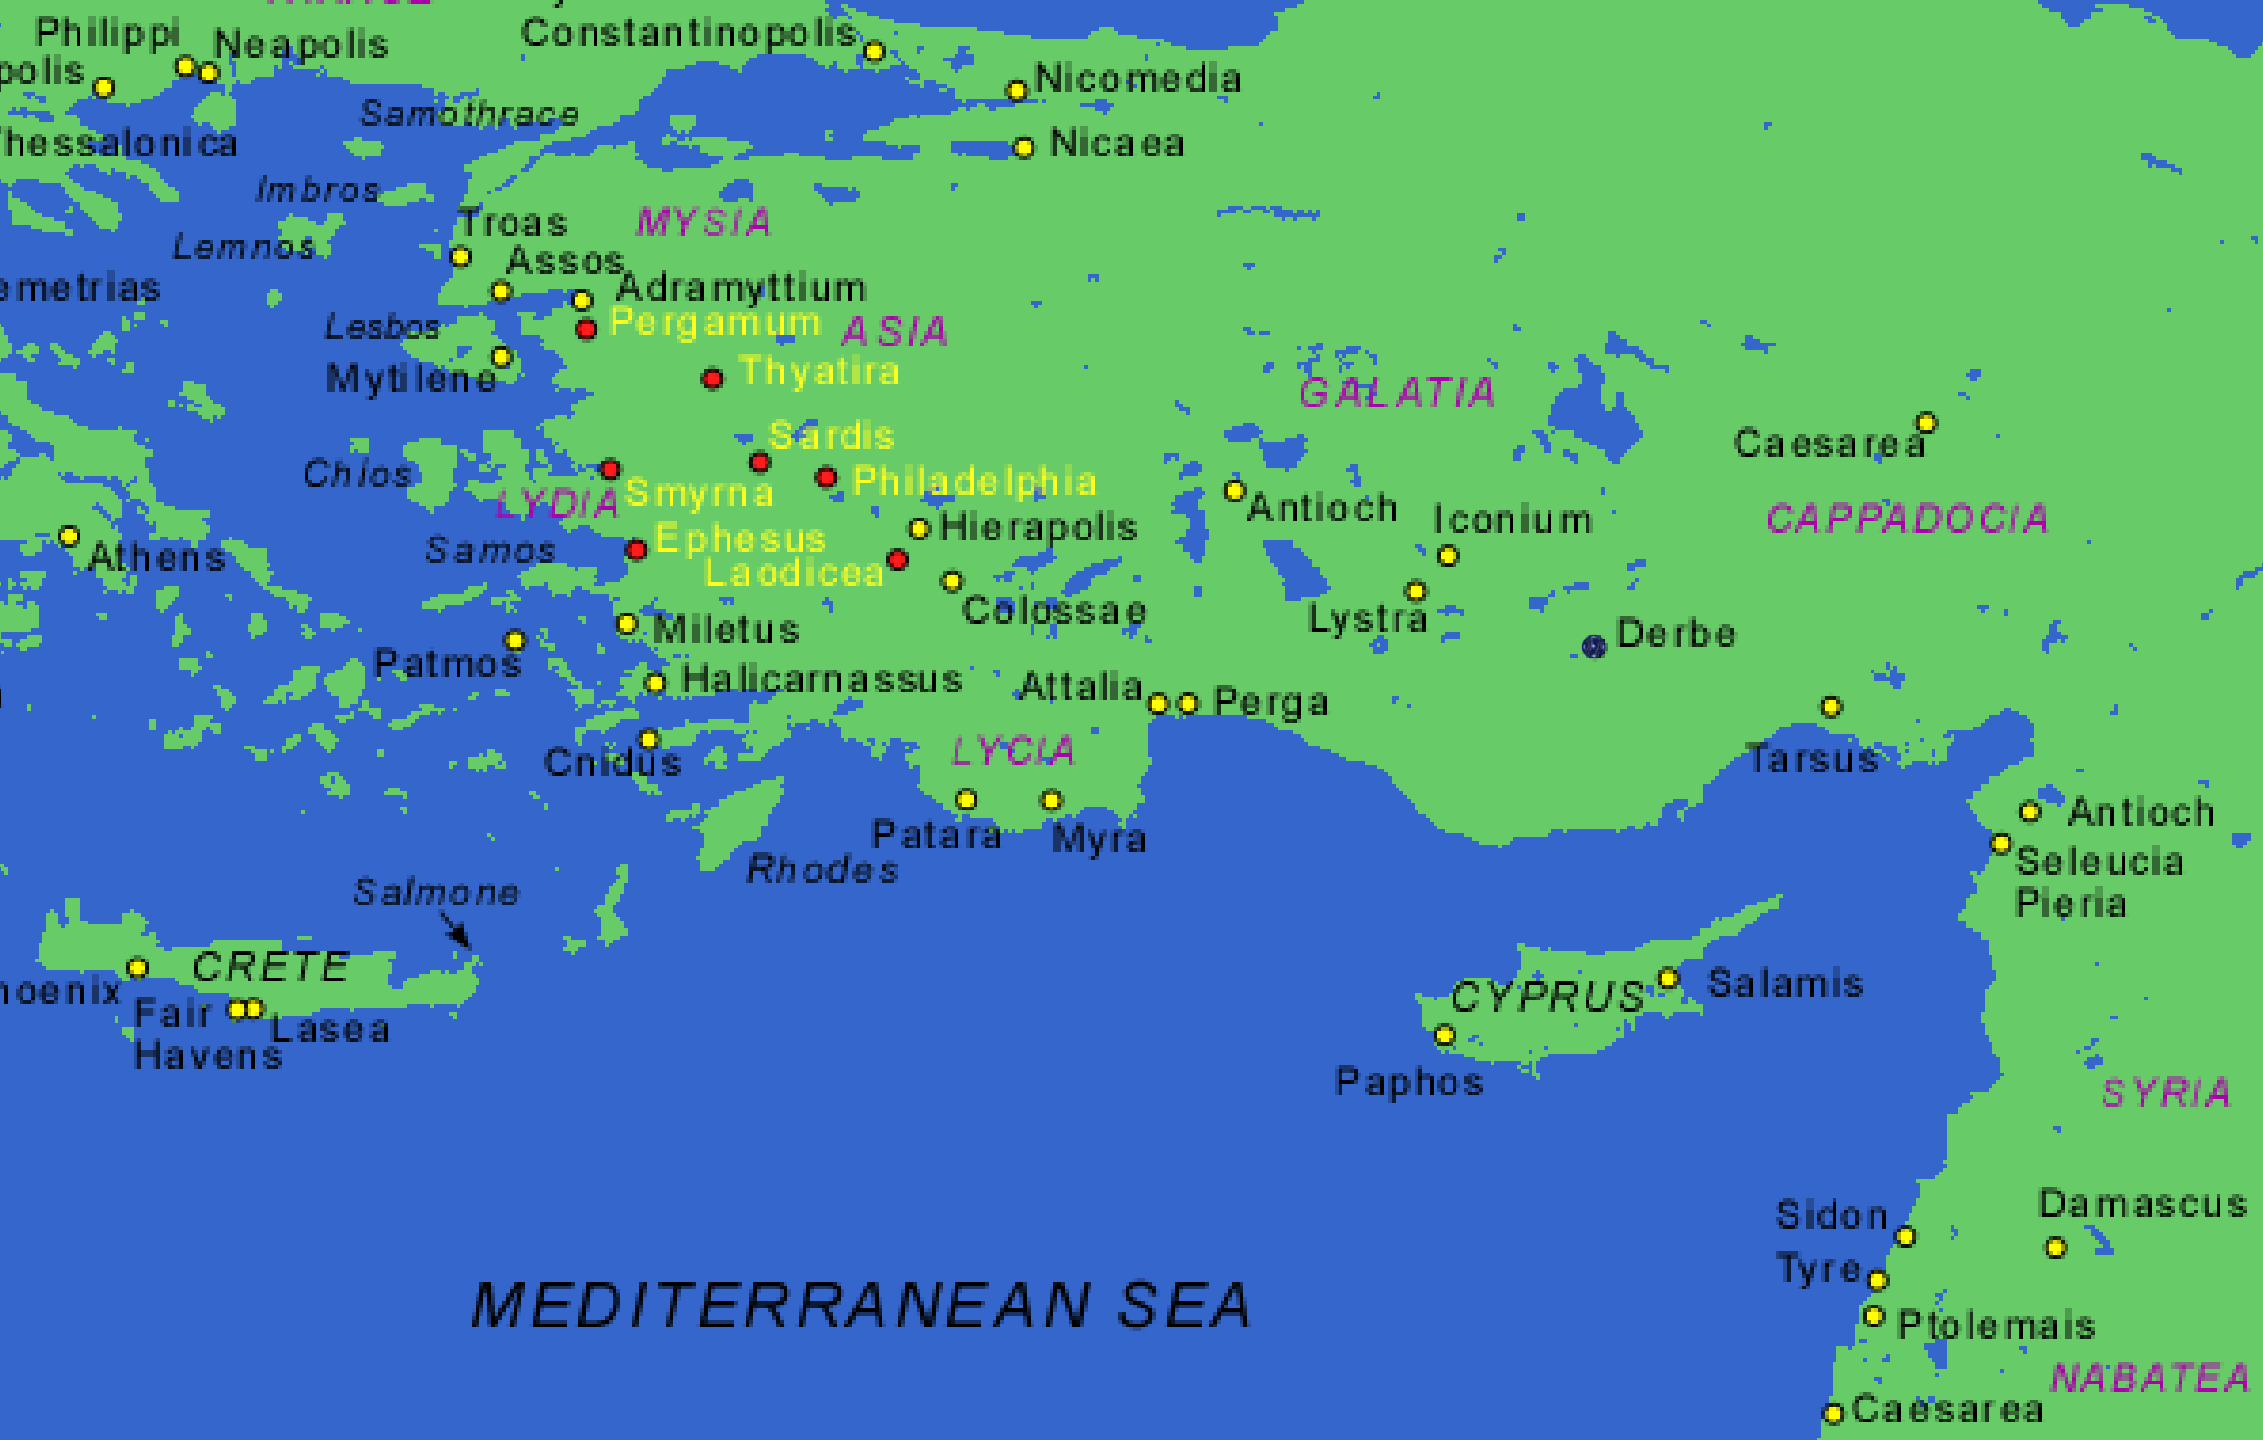 Philippi
Neapolis
Constantinopolis
polis
Nicomedia
Samothrace
Thessalonica
Nicaea
Imbros
Troas
MYSIA
Lemnos
Assos
emetrias
Adramyttium
Lesbos
Pergamum
ASIA
Mytilene
Thyatira
GALATIA
Sardis
Caesarea
Chios
Smyrna
Philadelphia
LYDIA
Antioch
Iconium
CAPPADOCIA
Athens
Samos
Ephesus
Hierapolis
Laodicea
Colossae
Lystra
Miletus
Derbe
Patmos
Halicarnassus
Attalia
Perga
Cnidus
LYCIA
Tarsus
Patara
Myra
Antioch
Rhodes
Seleucia
Pieria
Salmone
CRETE
hoenix
Fair
Havens
Lasea
CYPRUS
Salamis
Paphos
SYRIA
Sidon
Damascus
Tyre
MEDITERRANEAN SEA
Ptolemais
NABATEA
Caesarea